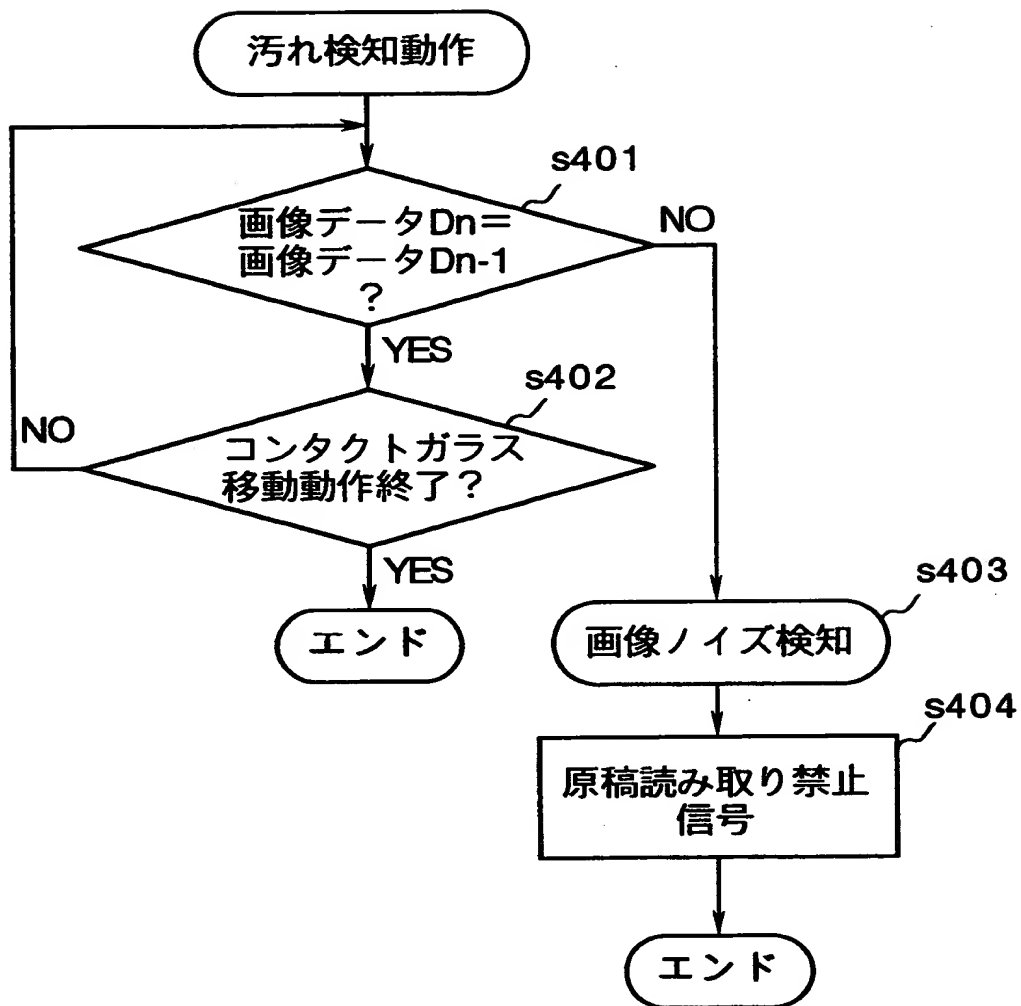 汚れ検知動作
s401
画像データDn=
画像データDn-1
?
NO
YES
s402
NO
コンタクトガラス
移動動作終了?
YES
エンド
s403
画像ノイズ検知
s404
原稿読み取り禁止
信号
エンド